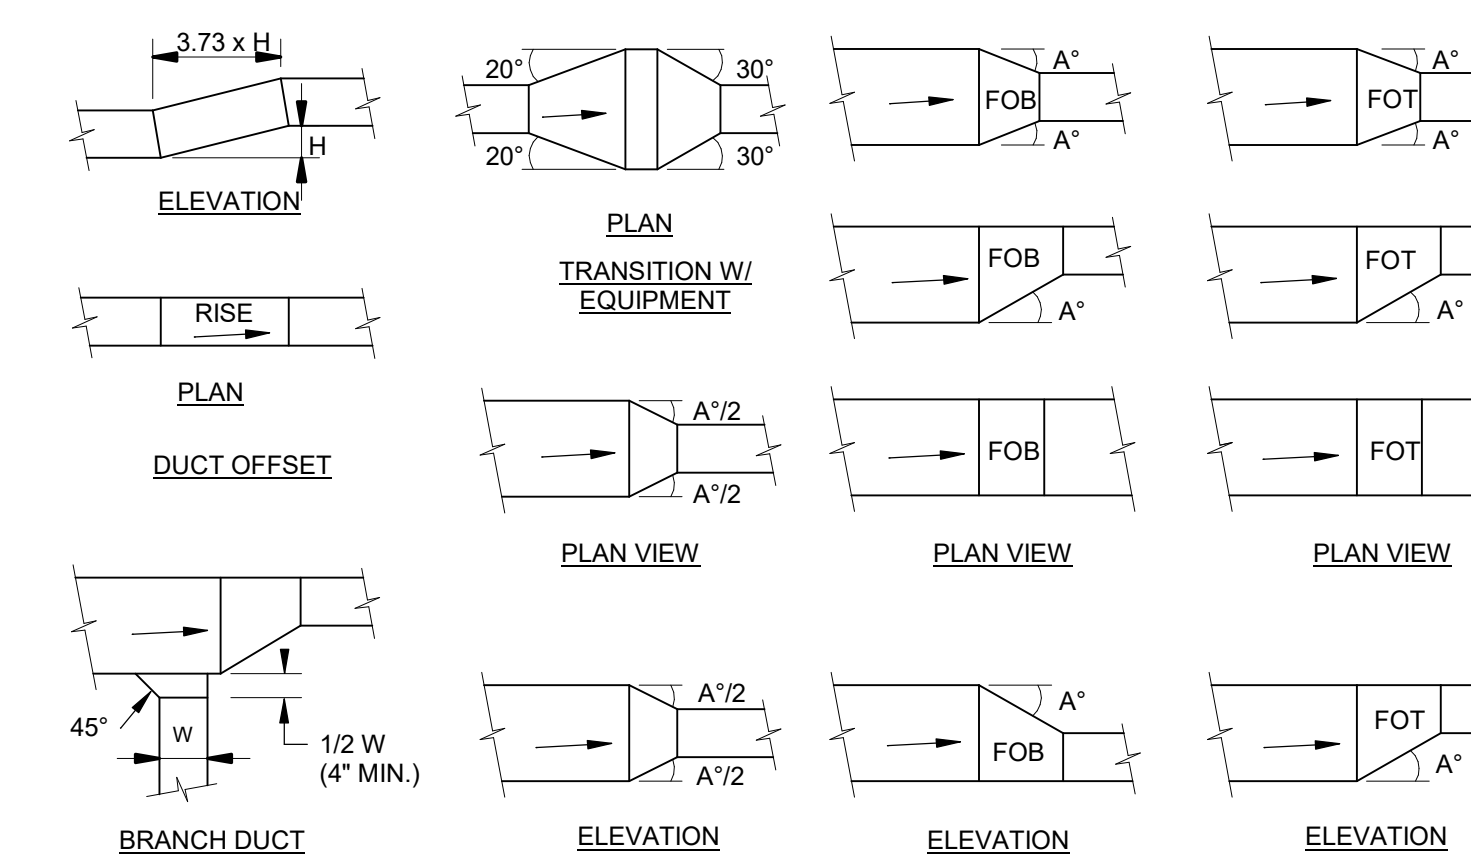 3.73 x H
H
ELEVATION
RISE
PLAN
DUCT OFFSET
45°
W
1/2 W
(4" MIN.)
BRANCH DUCT
20°
30°
20°
30°
PLAN
TRANSITION W/
EQUIPMENT
A°/2
A°/2
PLAN VIEW
A°/2
A°/2
ELEVATION
A°
FOB
A°
FOB
A°
FOB
PLAN VIEW
A°
FOB
ELEVATION
A°
FOT
A°
FOT
A°
FOT
PLAN VIEW
FOT
A°
ELEVATION